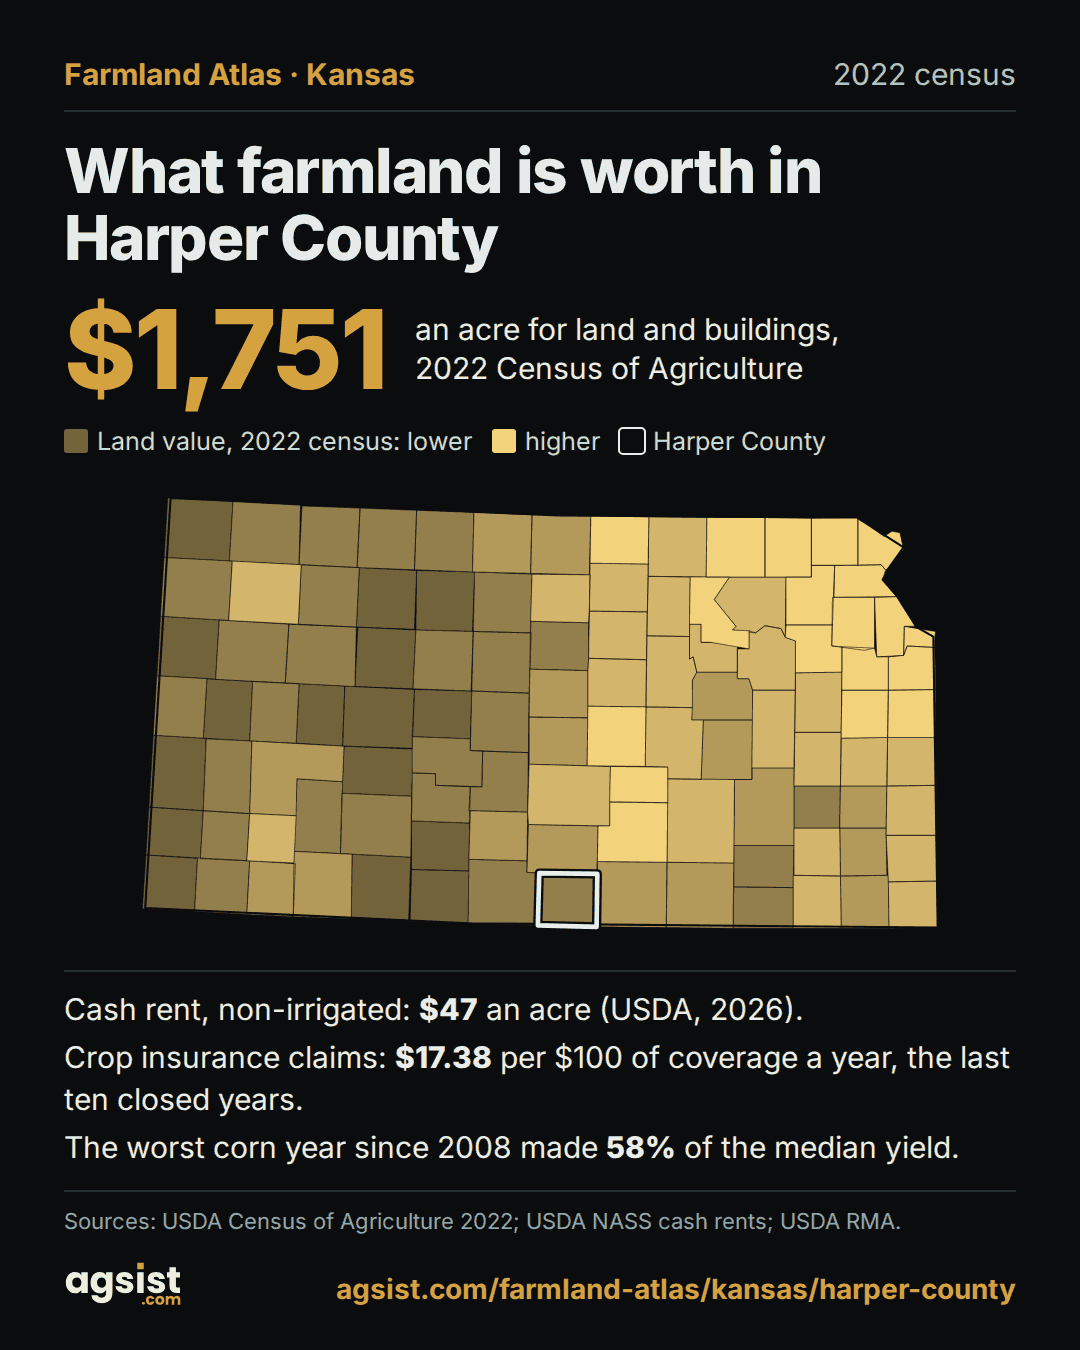 Farmland Atlas · Kansas
2022 census
What farmland is worth in
Harper County
$1,751
an acre for land and buildings,
2022 Census of Agriculture
Land value, 2022 census: lower
higher
Harper County
Cash rent, non-irrigated: $47 an acre (USDA, 2026).
Crop insurance claims: $17.38 per $100 of coverage a year, the last
ten closed years.
The worst corn year since 2008 made 58% of the median yield.
Sources: USDA Census of Agriculture 2022; USDA NASS cash rents; USDA RMA.
agsist
.com
agsist.com/farmland-atlas/kansas/harper-county